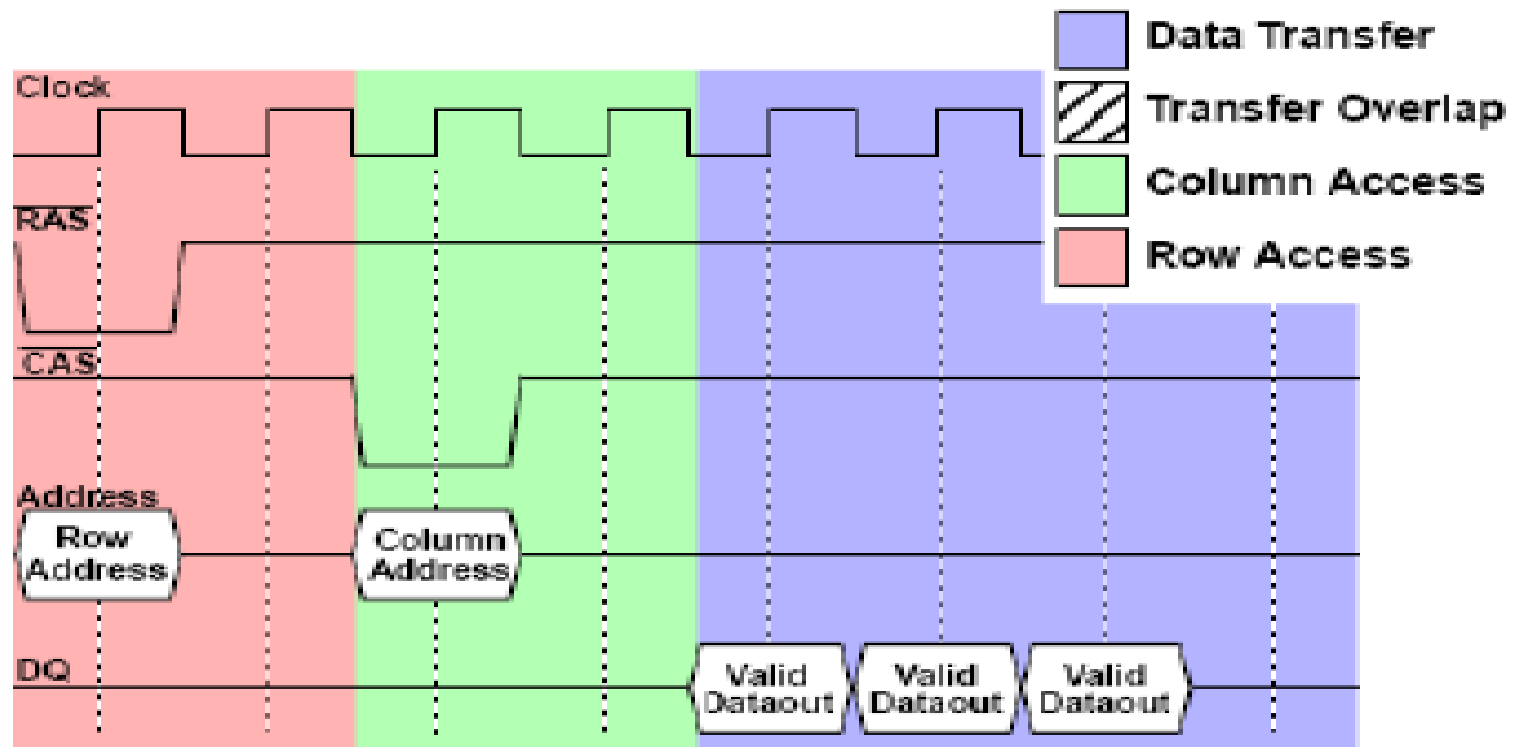 Data Transfer
Transfer Overlap
Column Access
Row Access
Clock
RAS
CAS
Address
Row
Address
Column
Address
DQ
Valid
Dataout
Valid
Dataout
Valid
Dataout